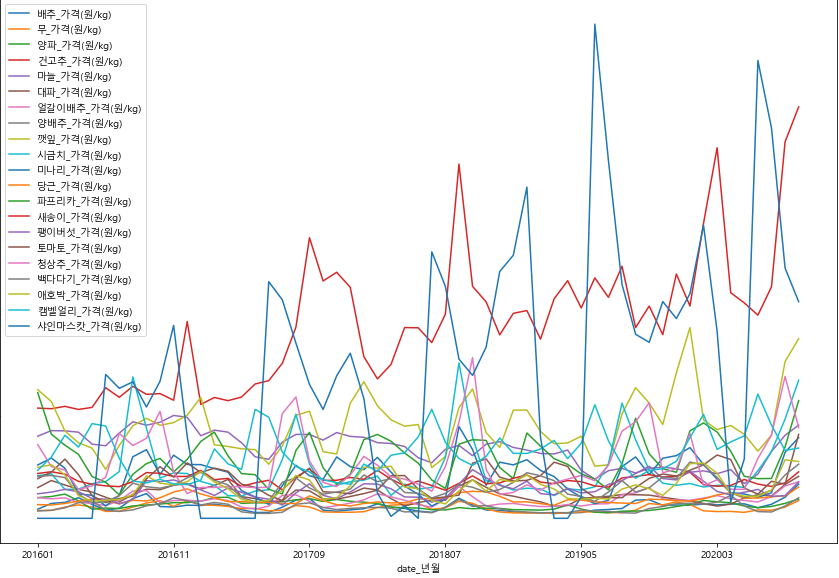 배추_가격(원/kg)
무_가격(원/kg)
양파_가격(원/kg)
건고추_가격(원/kg)
마늘_가격(원/kg)
대파_가격(원/kg)
얼갈이배추_가격(원/kg)
양배추_가격(원/kg)
깻잎_가격(원/kg)
시금치_가격(원/kg)
미나리_가격(원/kg)
당근_가격(원/kg)
파프리카_가격(원/kg)
새송이_가격(원/kg)
팽이버섯_가격(원/kg)
토마토_가격(원/kg)
청상추_가격(원/kg)
백다다기_가격(원/kg)
애호박_가격(원/kg)
캠벨얼리_가격(원/kg)
샤인마스캇_가격(원/kg)
201601 201611 201709 201807 201905 202003
date_년월